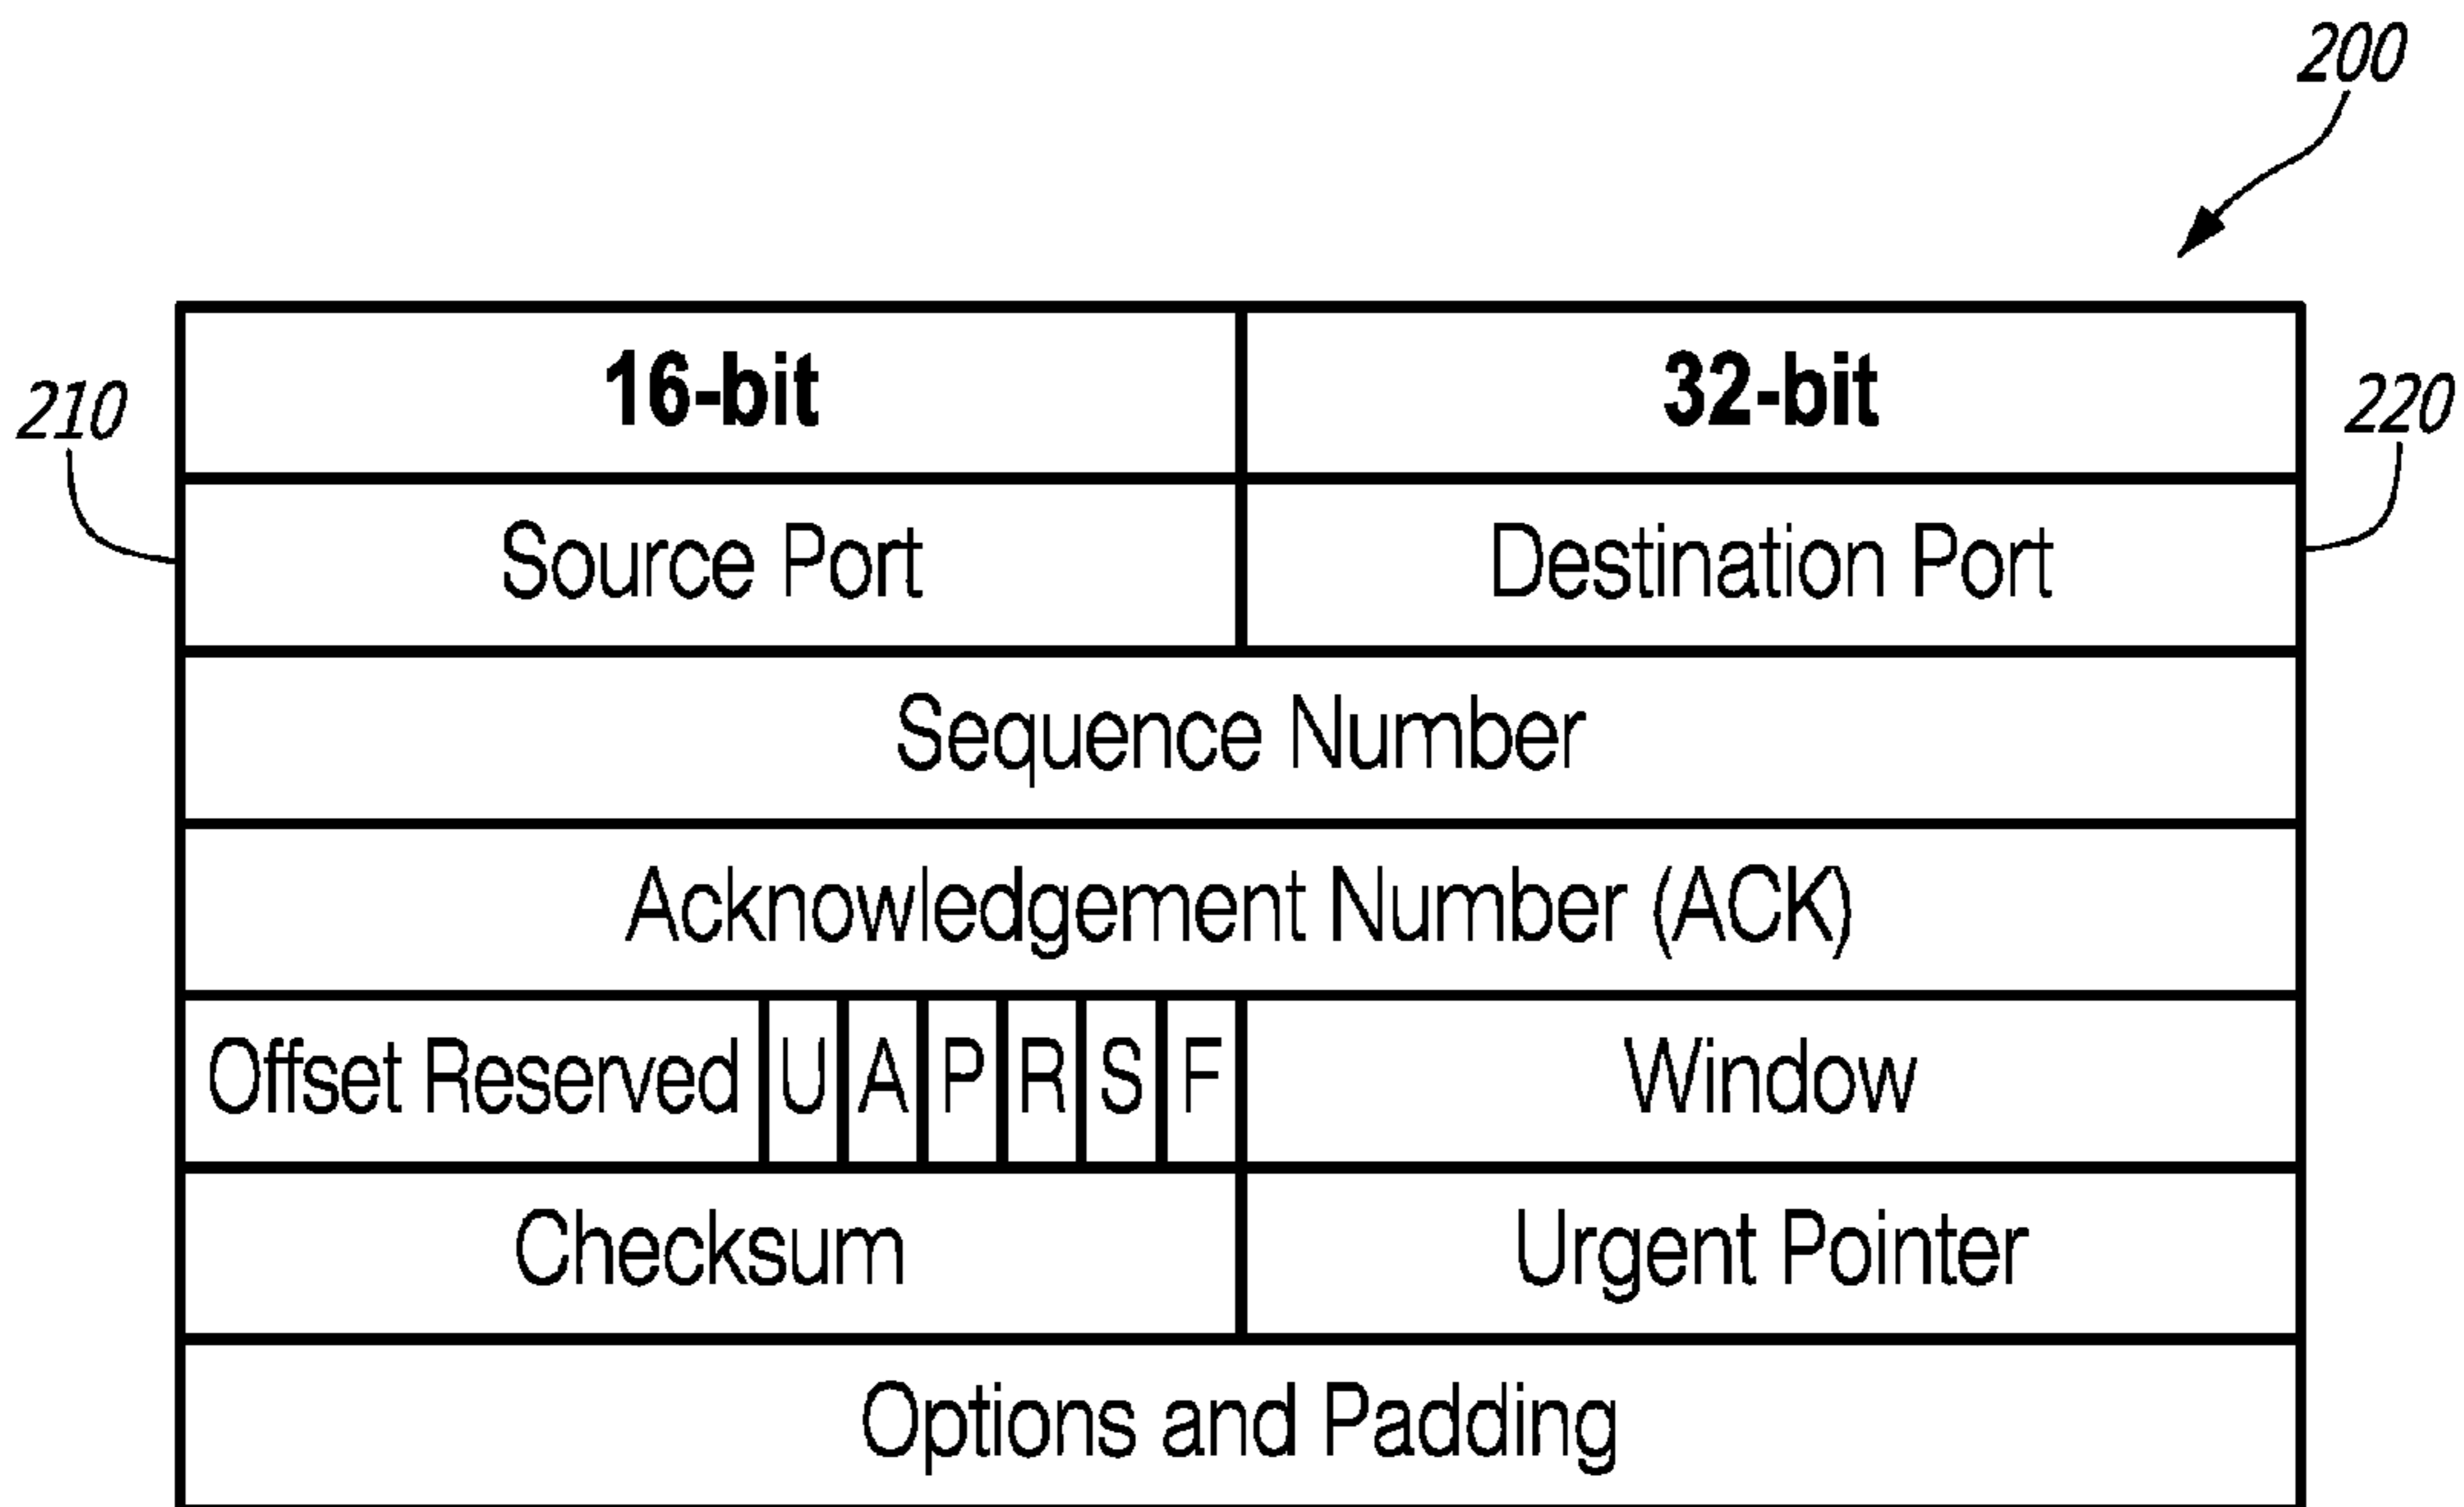 200
16-bit 32-bit
210 220
Source Port Destination Port
Sequence Number
Acknowledgement Number (ACK)
Offset Reserved U A P R S F Window
Checksum Urgent Pointer
Options and Padding